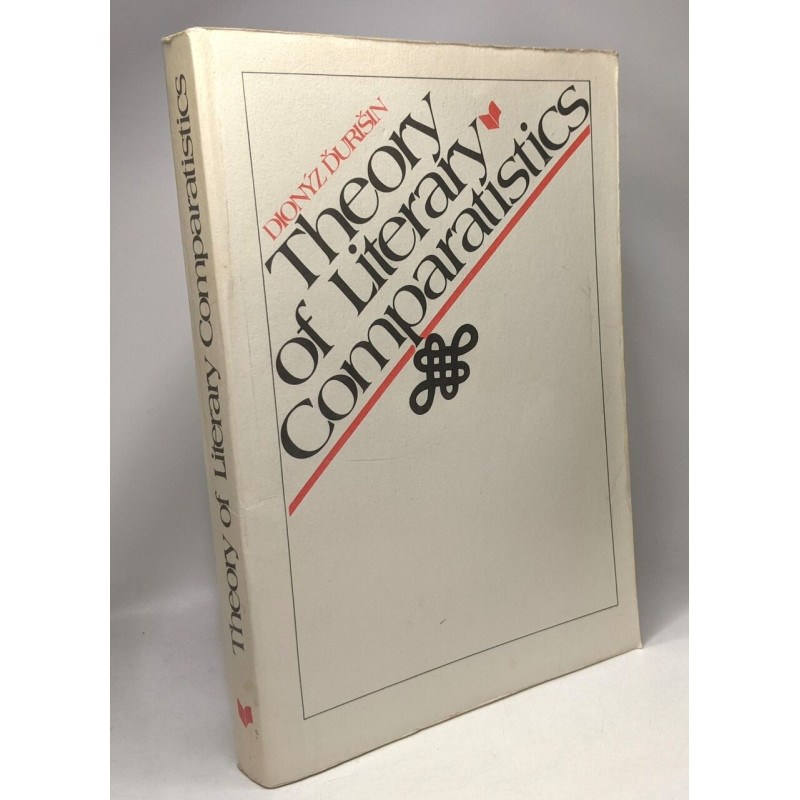 DIONÝZ ĎURIŠIN
Theory
of Literary
Comparatistics
Theory of Literary Comparatistics